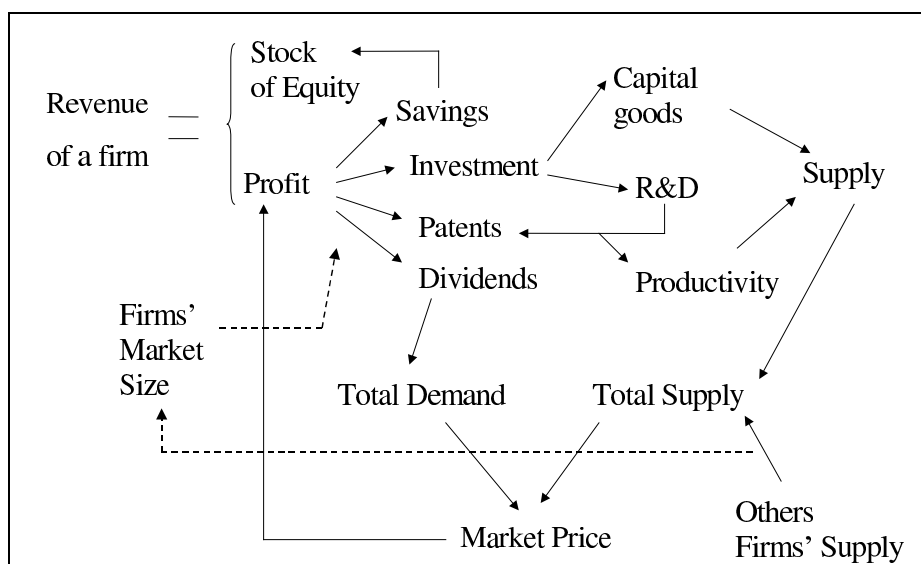 Stock
of Equity
Revenue
of a firm
=
Profit
Savings
Investment
Patents
Dividends
Capital
goods
R&D
Productivity
Supply
Firms’
Market
Size
Total Demand
Total Supply
Market Price
Others
Firms’ Supply